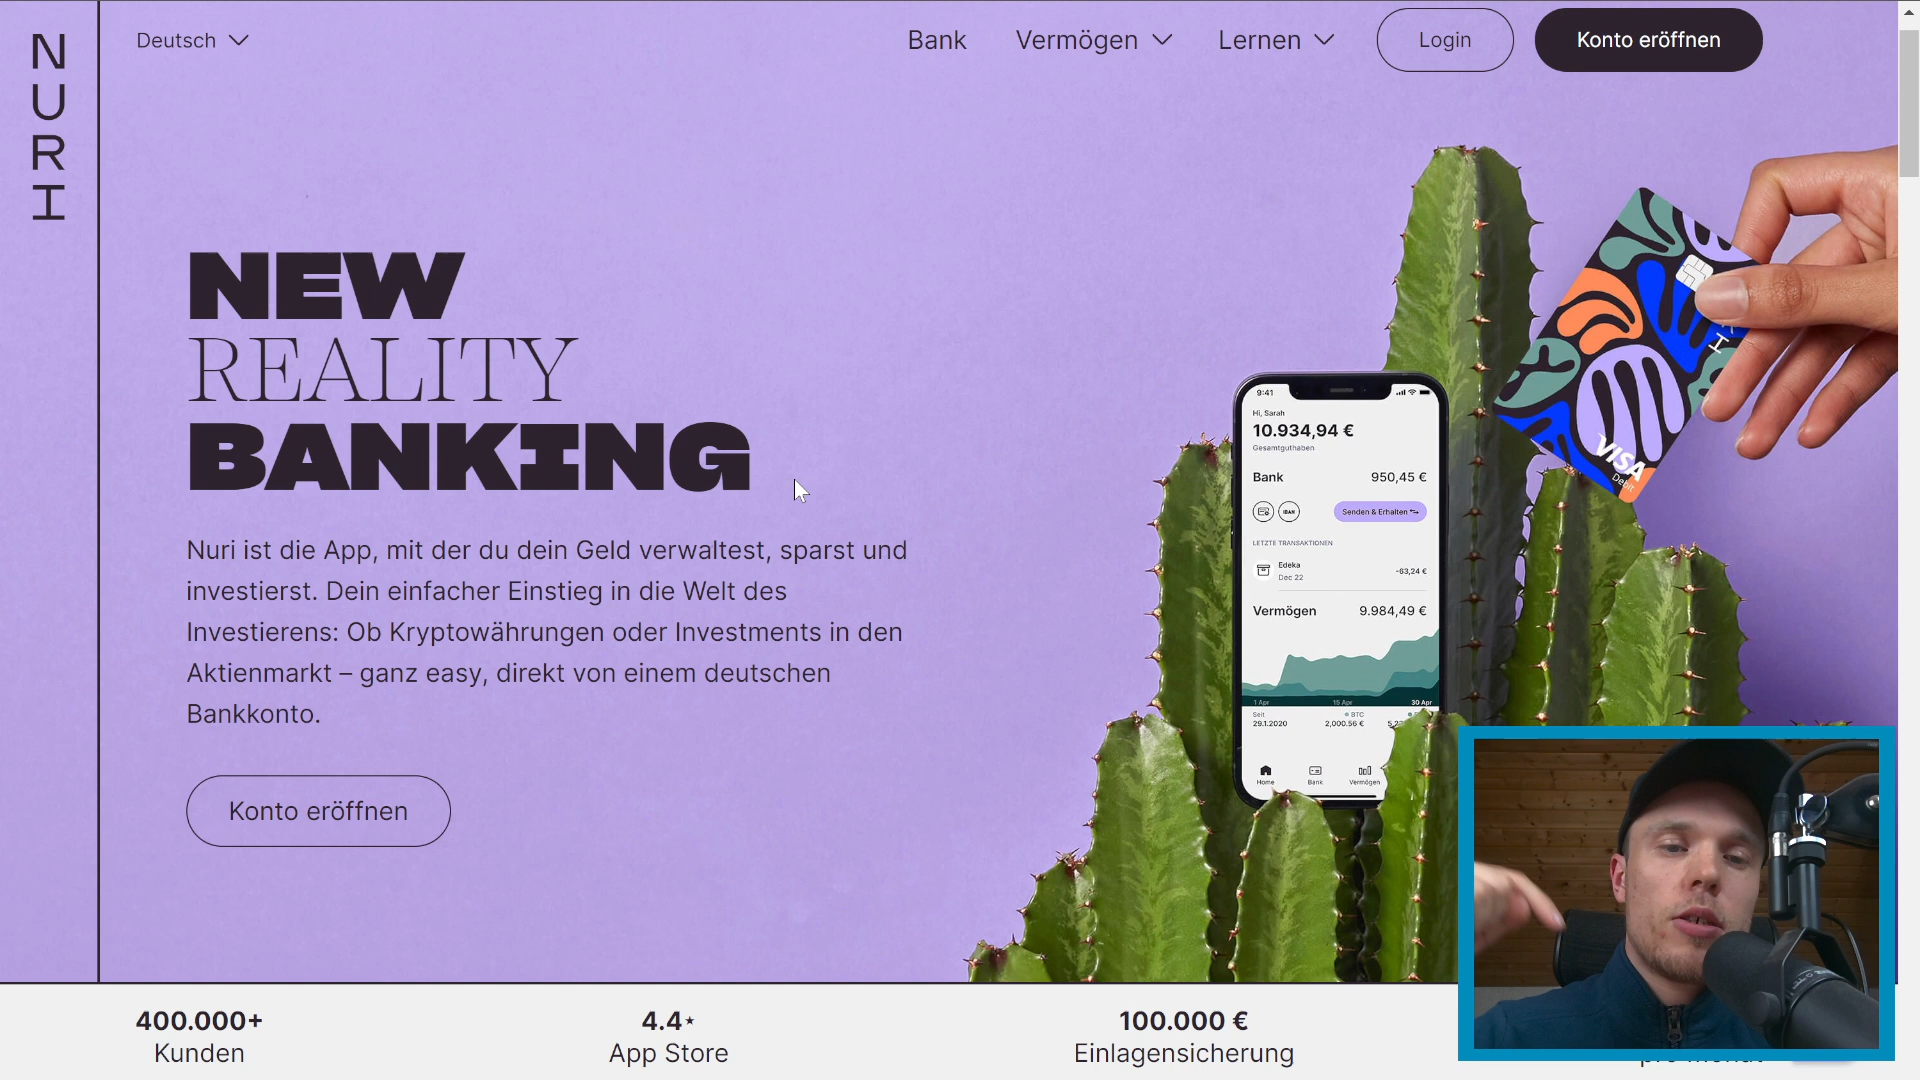 NURI
Deutsch
Bank
Vermögen
Lernen
Login
Konto eröffnen
NEW
REALITY
BANKING
Nuri ist die App, mit der du dein Geld verwaltest, sparst und
investierst. Dein einfacher Einstieg in die Welt des
Investierens: Ob Kryptowährungen oder Investments in den
Aktienmarkt – ganz easy, direkt von einem deutschen
Bankkonto.
Konto eröffnen
9:41
Hi, Sarah
10.934,94 €
Gesamtguthaben
Bank 950,45 €
IBAN
Senden & Erhalten
LETZTE TRANSAKTIONEN
Edeka
Dec 22
-63,24 €
Vermögen 9.984,49 €
1 Apr 15 Apr 30 Apr
Seit
29.1.2020
BTC
2,000.56 €
Home Bank Vermögen
VISA
Debit
400.000+
Kunden
4.4★
App Store
100.000 €
Einlagensicherung